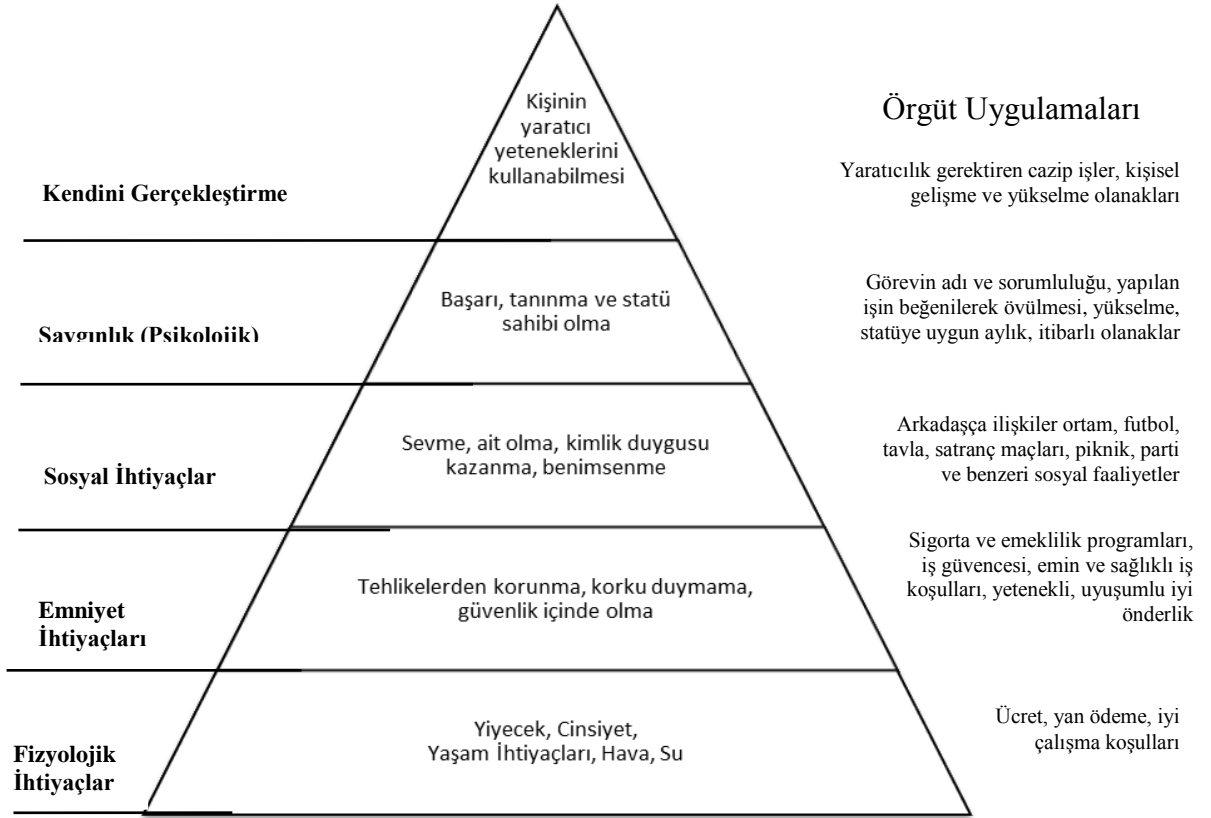 Örgüt Uygulamaları
Kendini Gerçekleştirme
Kişinin
yaratıcı
yeteneklerini
kullanabilmesi
Yaratıcılık gerektiren cazip işler, kişisel
gelişme ve yükselme olanakları
Saygınlık (Psikolojik)
Başarı, tanınma ve statü
sahibi olma
Görevin adı ve sorumluluğu, yapılan
işin beğenilerek övülmesi, yükselme,
statüye uygun aylık, itibarlı olanaklar
Sosyal İhtiyaçlar
Sevme, ait olma, kimlik duygusu
kazanma, benimsenme
Arkadaşça ilişkiler ortam, futbol,
tavla, satranç maçları, piknik, parti
ve benzeri sosyal faaliyetler
Emniyet
İhtiyaçları
Tehlikelerden korunma, korku duymama,
güvenlik içinde olma
Sigorta ve emeklilik programları,
iş güvencesi, emin ve sağlıklı iş
koşulları, yetenekli, uyuşumlu iyi
önderlik
Fizyolojik
İhtiyaçlar
Yiyecek, Cinsiyet,
Yaşam İhtiyaçları, Hava, Su
Ücret, yan ödeme, iyi
çalışma koşulları